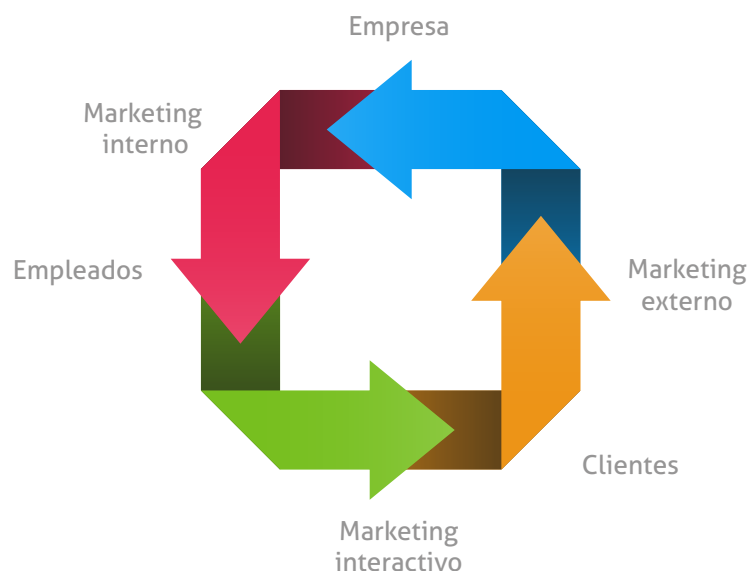 Empresa
Marketing
interno
Empleados
Marketing
externo
Clientes
Marketing
interactivo